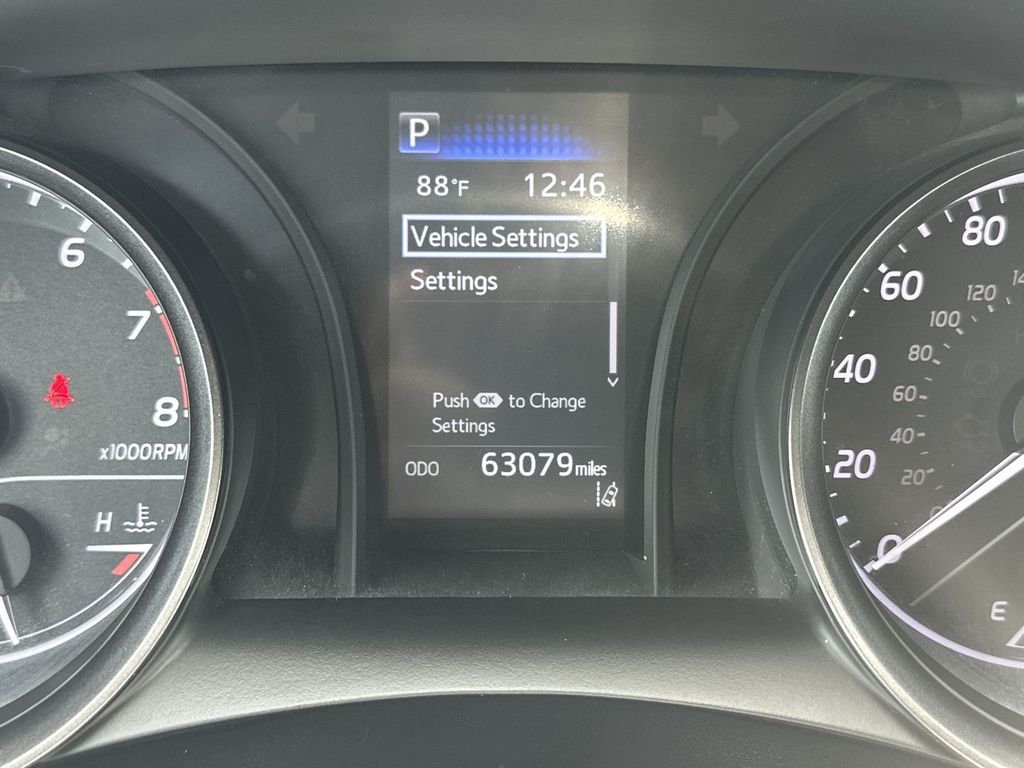 P
88°F 12:46
Vehicle Settings
Settings
Push OK to Change
Settings
ODO 63079 miles
6
7
8
x1000RPM
H
80
60
40
20
0
120
100
80
60
40
20
0
E